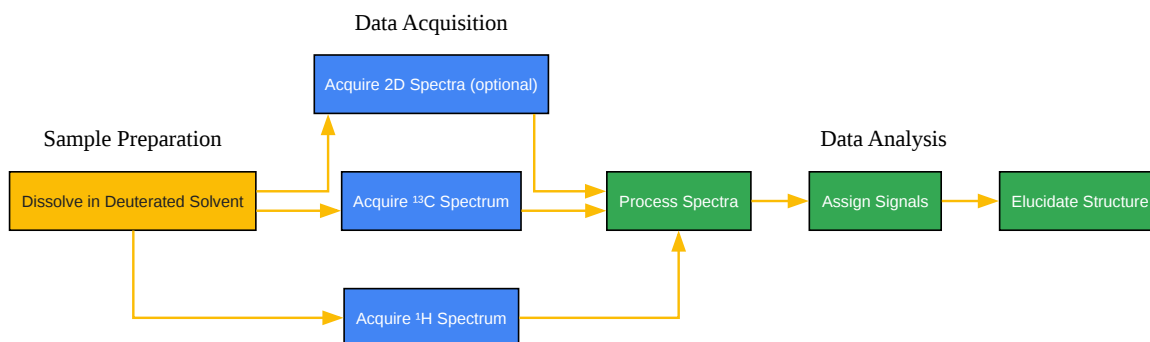 Data Acquisition
Acquire 2D Spectra (optional)
Sample Preparation
Data Analysis
Dissolve in Deuterated Solvent
Acquire ¹³C Spectrum
Process Spectra
Assign Signals
Elucidate Structure
Acquire ¹H Spectrum